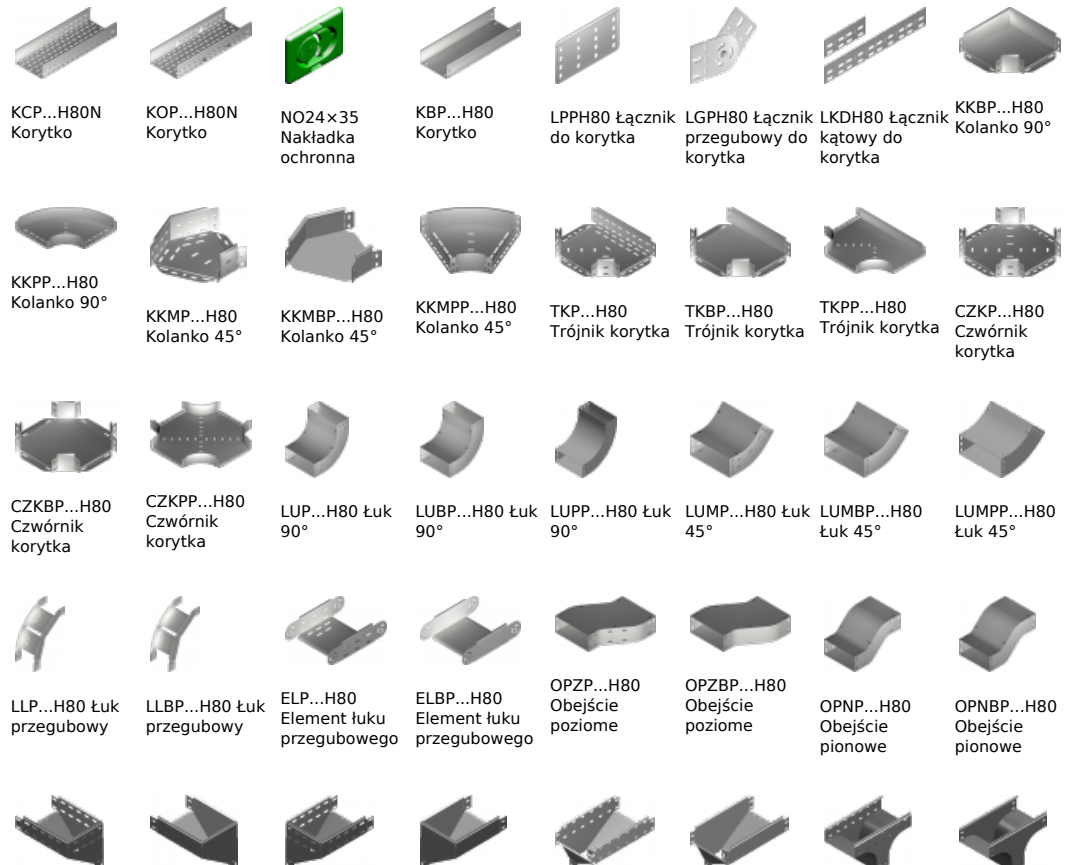 KCP...H80N
Korytko
KOP...H80N
Korytko
NO24×35
Nakładka
ochronna
KBP...H80
Korytko
LPPH80 Łącznik
do korytka
LGPH80 Łącznik
przegubowy do
korytka
LKDH80 Łącznik
kątowy do
korytka
KKBP...H80
Kolanko 90°
KKPP...H80
Kolanko 90°
KKMP...H80
Kolanko 45°
KKMBP...H80
Kolanko 45°
KKMPP...H80
Kolanko 45°
TKP...H80
Trójnik korytka
TKBP...H80
Trójnik korytka
TKPP...H80
Trójnik korytka
CZKP...H80
Czwórnik
korytka
CZKBP...H80
Czwórnik
korytka
CZKPP...H80
Czwórnik
korytka
LUP...H80 Łuk
90°
LUBP...H80 Łuk
90°
LUPP...H80 Łuk
90°
LUMP...H80 Łuk
45°
LUMBP...H80
Łuk 45°
LUMPP...H80
Łuk 45°
LLP...H80 Łuk
przegubowy
LLBP...H80 Łuk
przegubowy
ELP...H80
Element łuku
przegubowego
ELBP...H80
Element łuku
przegubowego
OPZP...H80
Obejście
poziome
OPZBP...H80
Obejście
poziome
OPNP...H80
Obejście
pionowe
OPNBP...H80
Obejście
pionowe